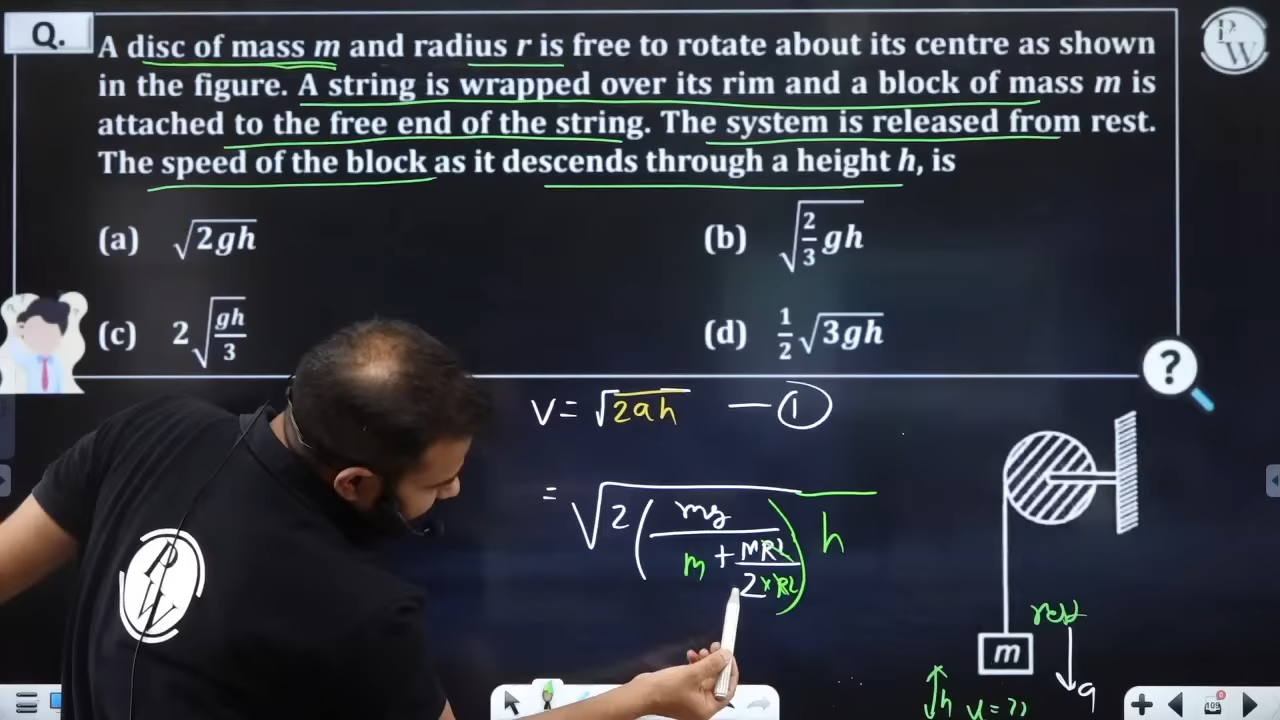 Q.
A disc of mass m and radius r is free to rotate about its centre as shown
in the figure. A string is wrapped over its rim and a block of mass m is
attached to the free end of the string. The system is released from rest.
The speed of the block as it descends through a height h, is
(a) √2gh
(b) √2/3 gh
(c) 2√gh/3
(d) 1/2 √3gh
PW
?
V = √2ah — ①
= √2(mg / m + MR2 / 2×R2) h
rest
m
a
h
V = ??
PW
109